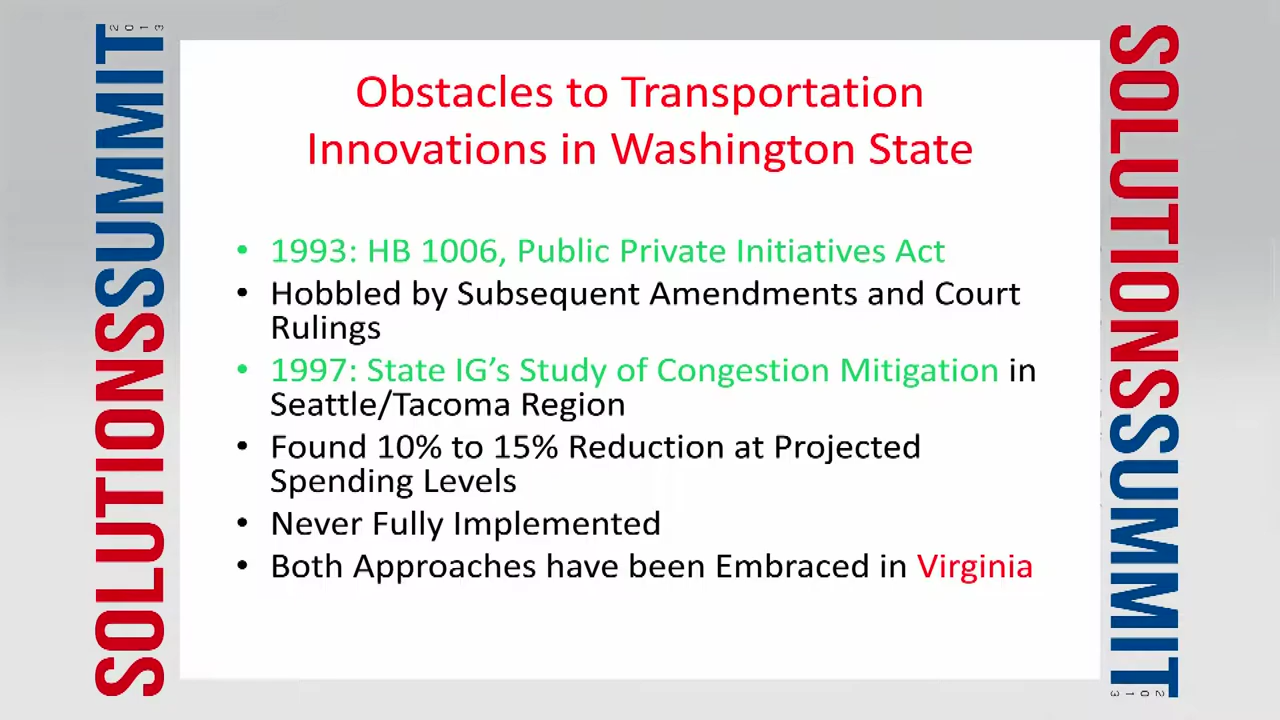 SOLUTIONSSUMMIT
2013
Obstacles to Transportation
Innovations in Washington State
• 1993: HB 1006, Public Private Initiatives Act
• Hobbled by Subsequent Amendments and Court
Rulings
• 1997: State IG’s Study of Congestion Mitigation in
Seattle/Tacoma Region
• Found 10% to 15% Reduction at Projected
Spending Levels
• Never Fully Implemented
• Both Approaches have been Embraced in Virginia
SOLUTIONSSUMMIT
2013